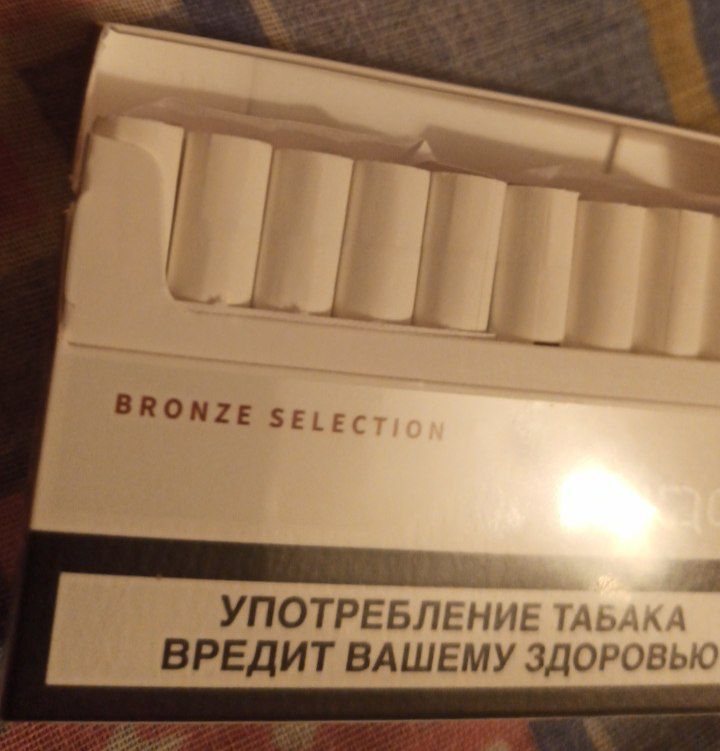 BRONZE SELECTION
УПОТРЕБЛЕНИЕ ТАБАКА
ВРЕДИТ ВАШЕМУ ЗДОРОВЬЮ